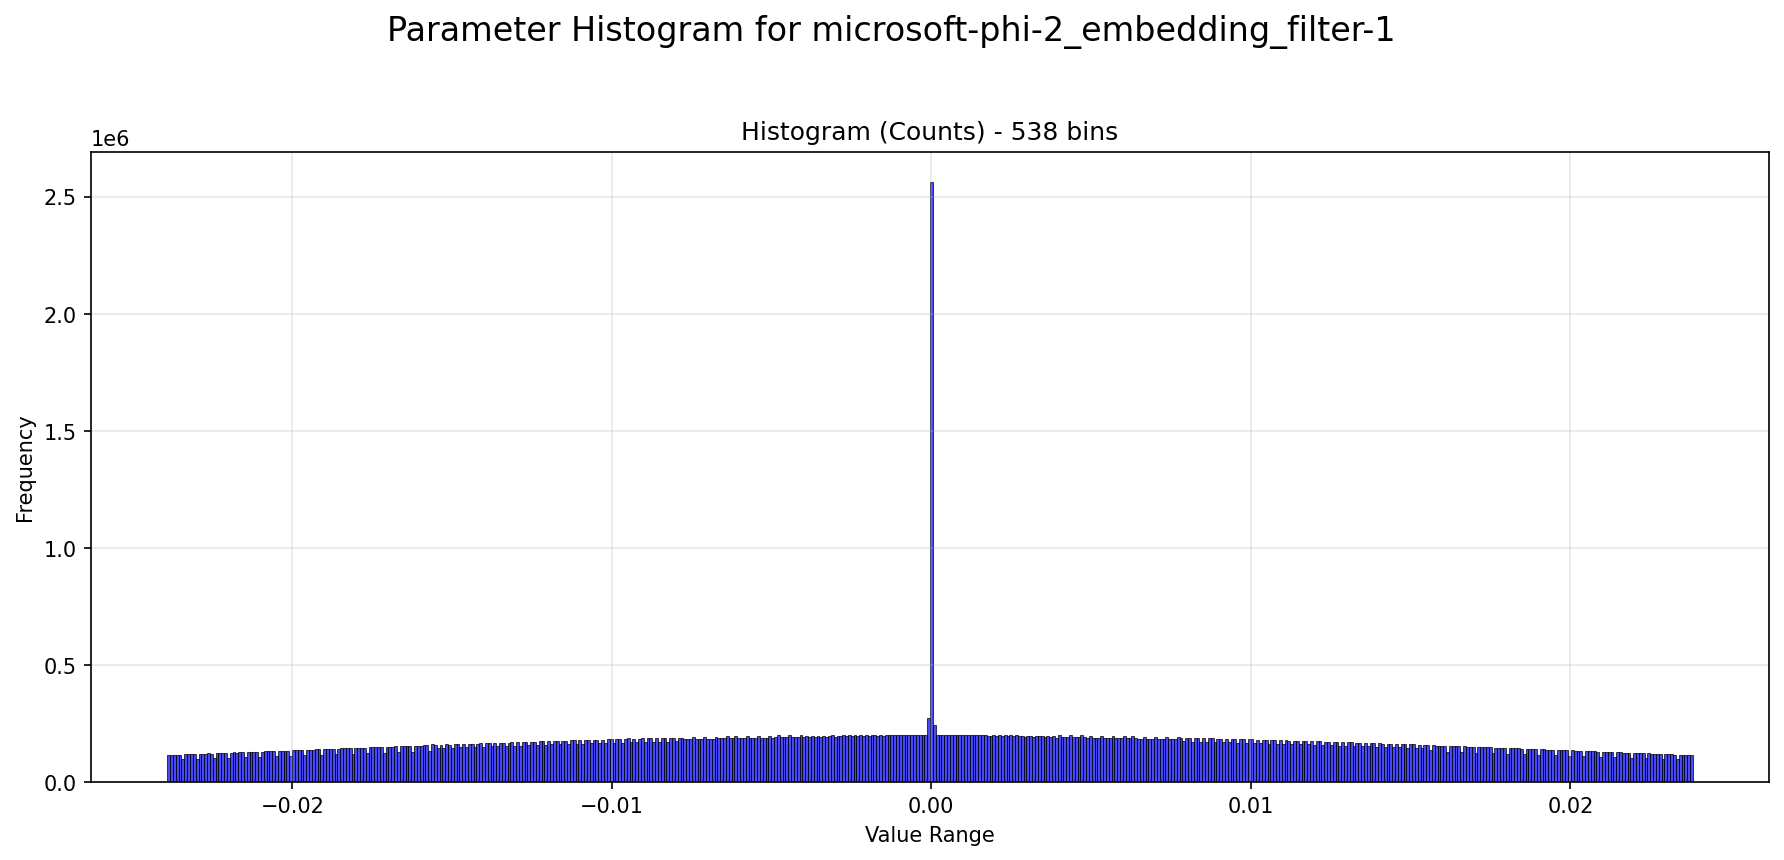 Parameter Histogram for microsoft-phi-2_embedding_filter-1
Histogram (Counts) - 538 bins
1e6
2.5
2.0
1.5
1.0
0.5
0.0
Frequency
−0.02
−0.01
0.00
0.01
0.02
Value Range